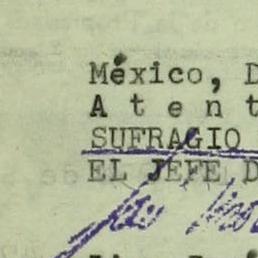 México, D
A t e n t
SUFRAGIO
EL JEFE D